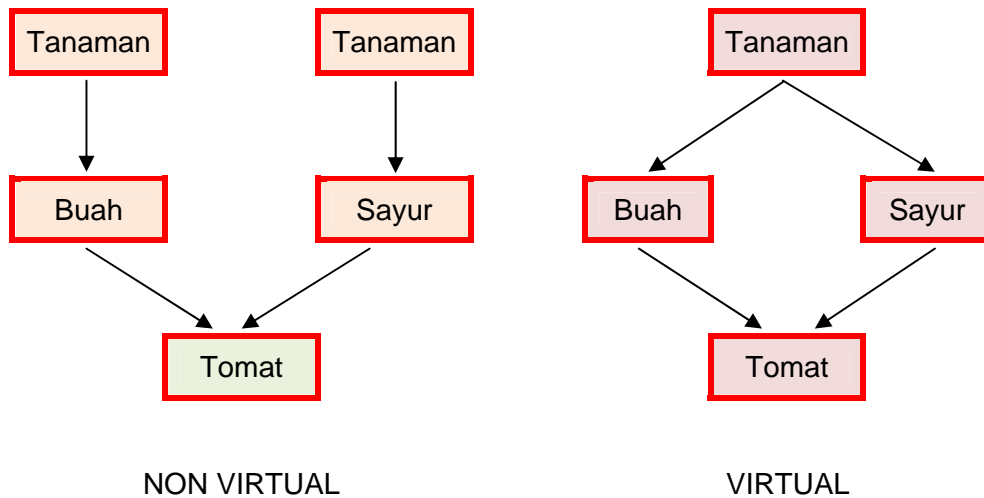 Tanaman Tanaman Tanaman
Buah Sayur Buah Sayur
Tomat Tomat
NON VIRTUAL VIRTUAL